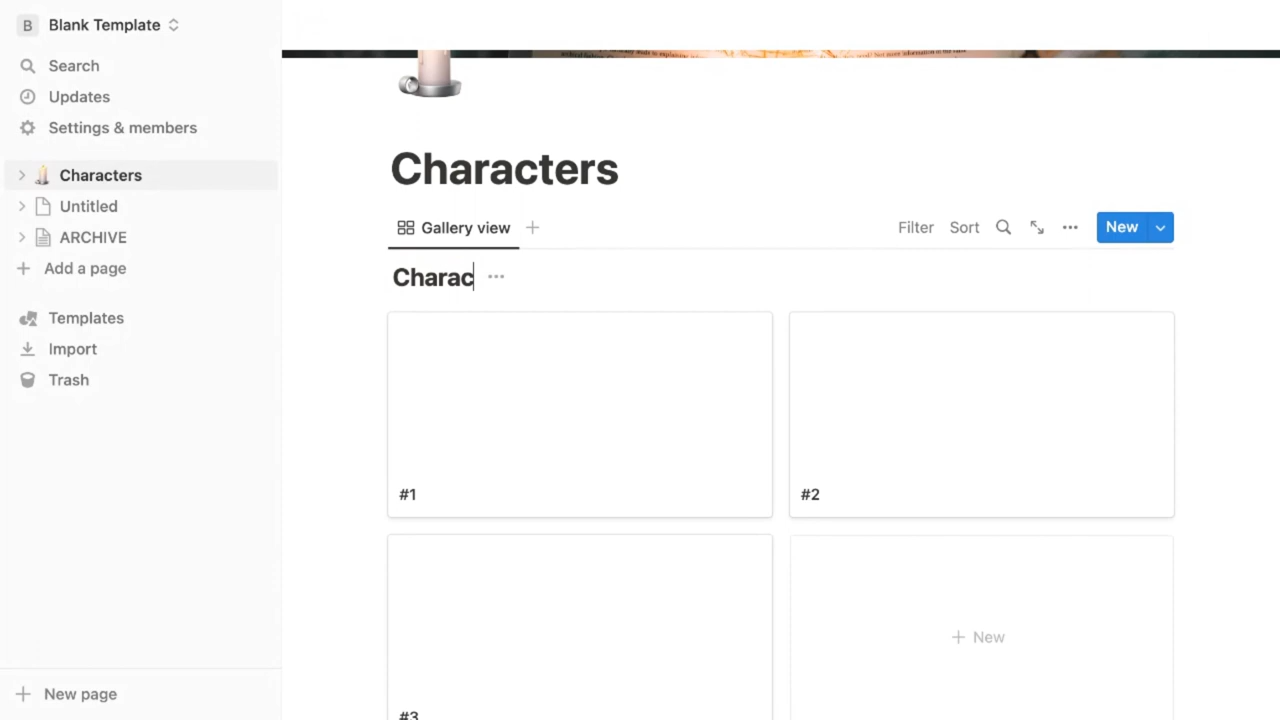 B Blank Template
Search
Updates
Settings & members
Characters
Untitled
ARCHIVE
Add a page
Templates
Import
Trash
New page
Characters
Gallery view
Filter Sort New
Charac
#1
#2
#3
New